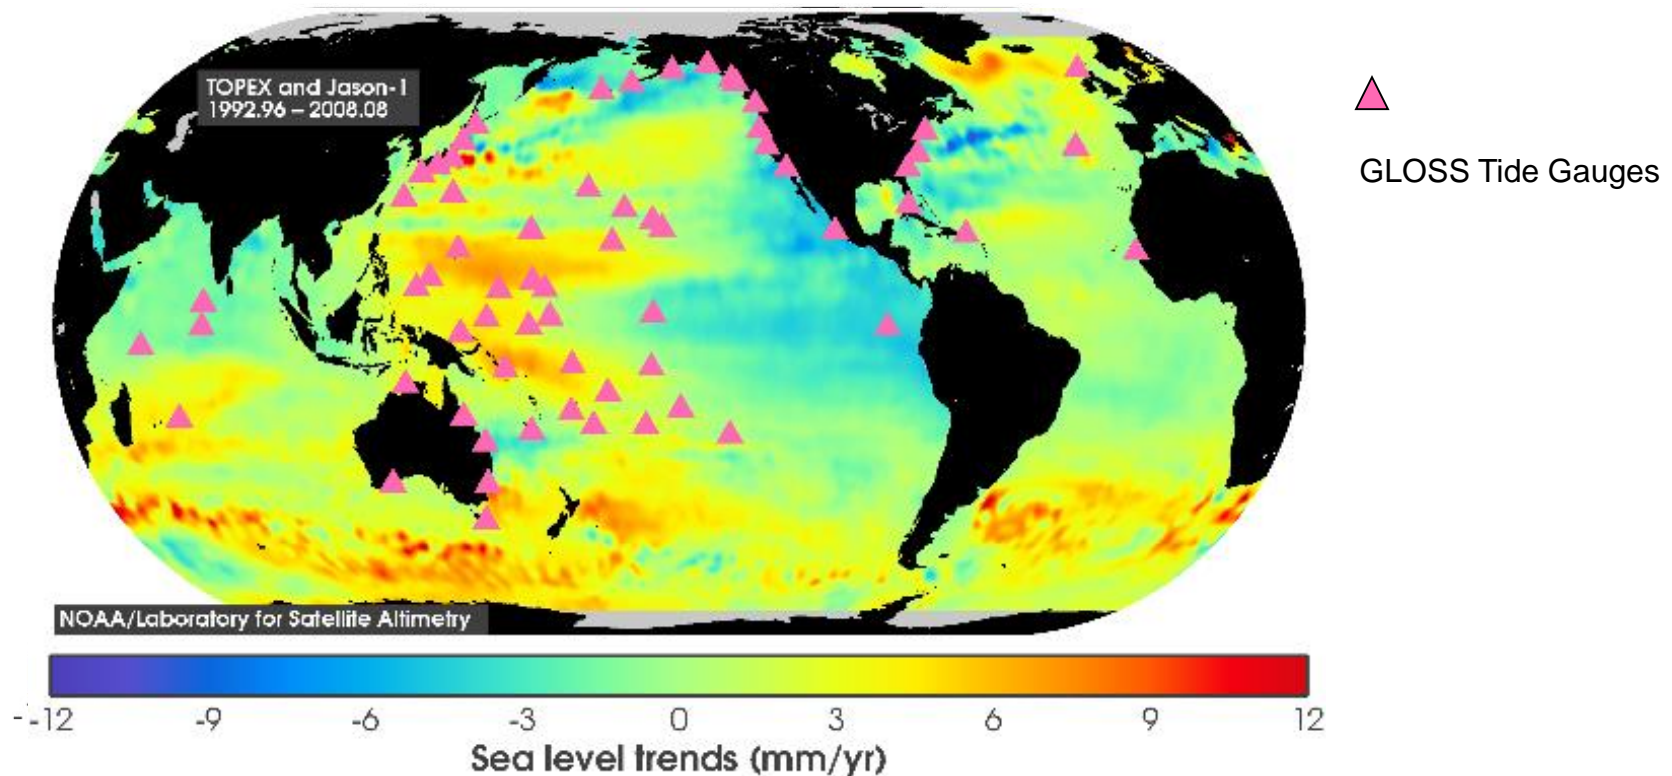 TOPEX and Jason-1
1992.96 – 2008.08
GLOSS Tide Gauges
NOAA/Laboratory for Satellite Altimetry
-12 -9 -6 -3 0 3 6 9 12
Sea level trends (mm/yr)